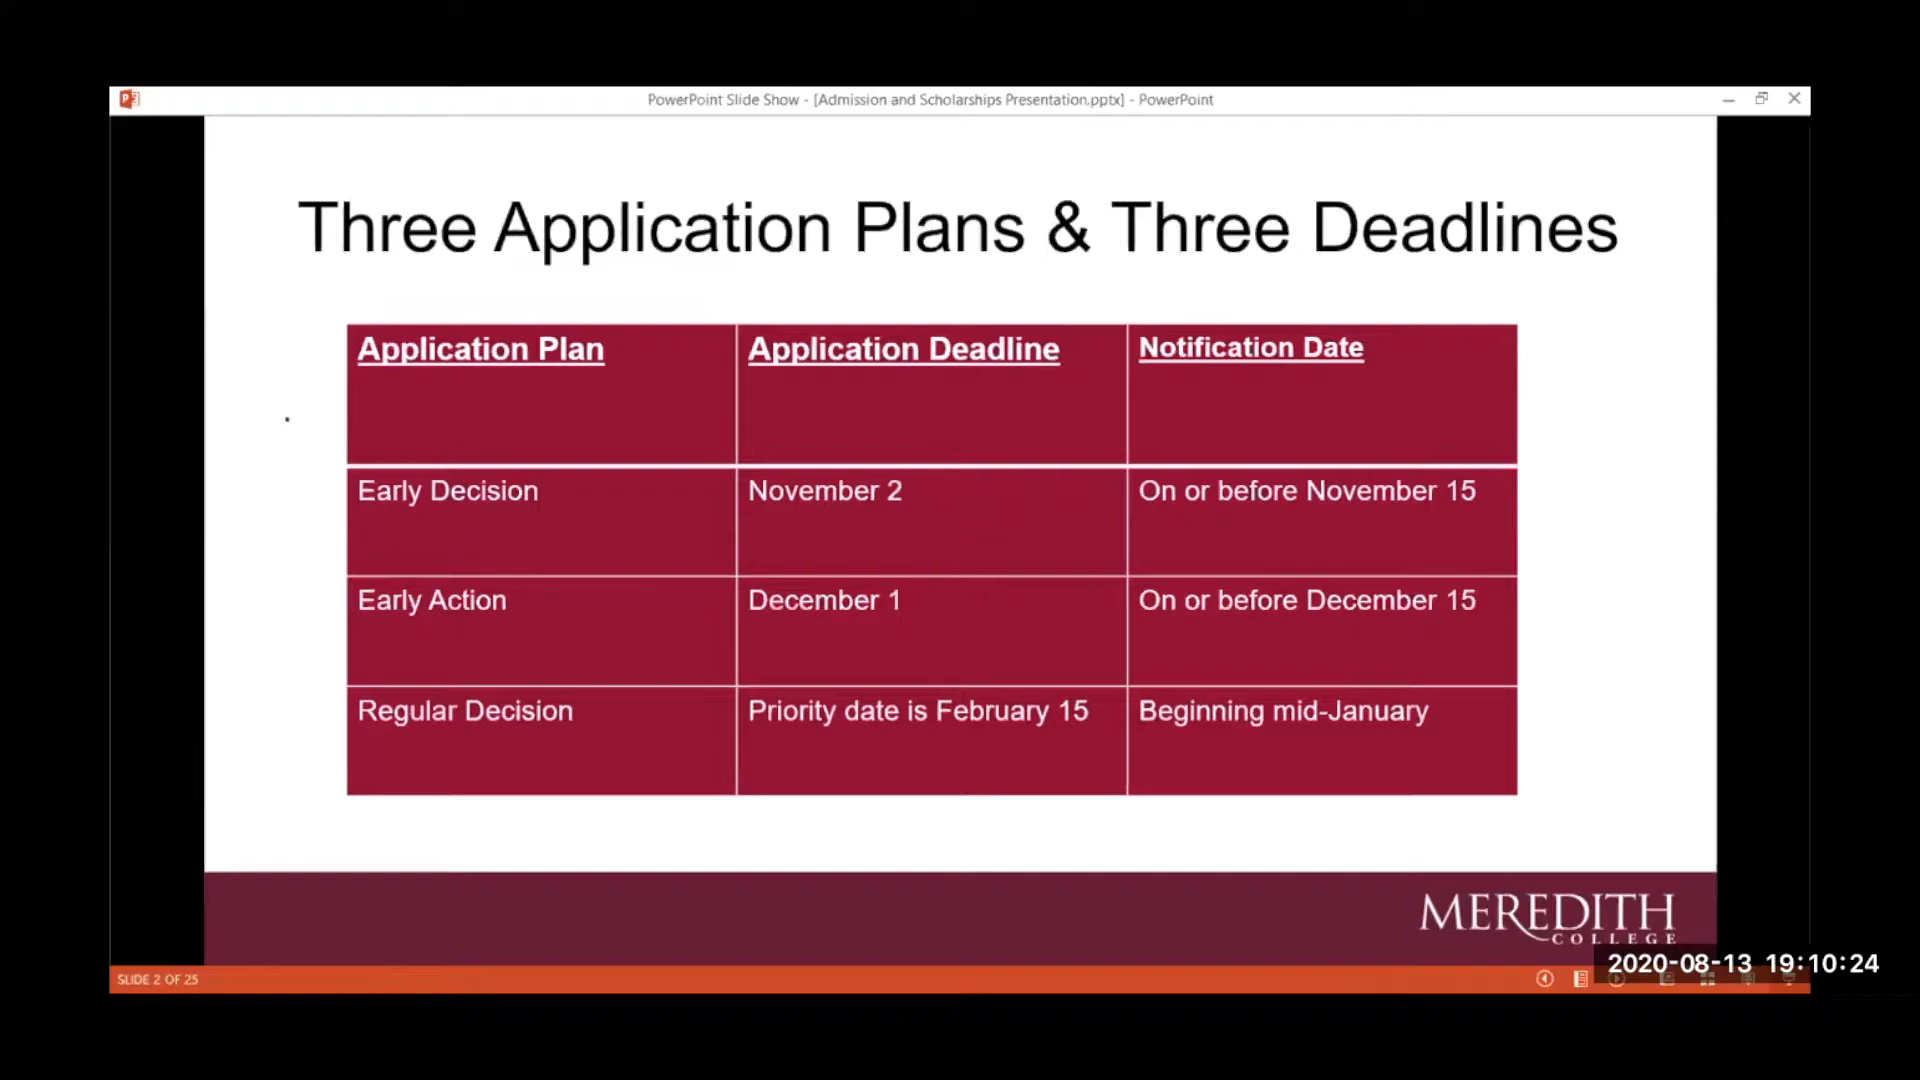 PowerPoint Slide Show - [Admission and Scholarships Presentation.pptx] - PowerPoint
Three Application Plans & Three Deadlines
Application Plan Application Deadline Notification Date
Early Decision November 2 On or before November 15
Early Action December 1 On or before December 15
Regular Decision Priority date is February 15 Beginning mid-January
MEREDITH
COLLEGE
2020-08-13 19:10:24
SLIDE 2 OF 25